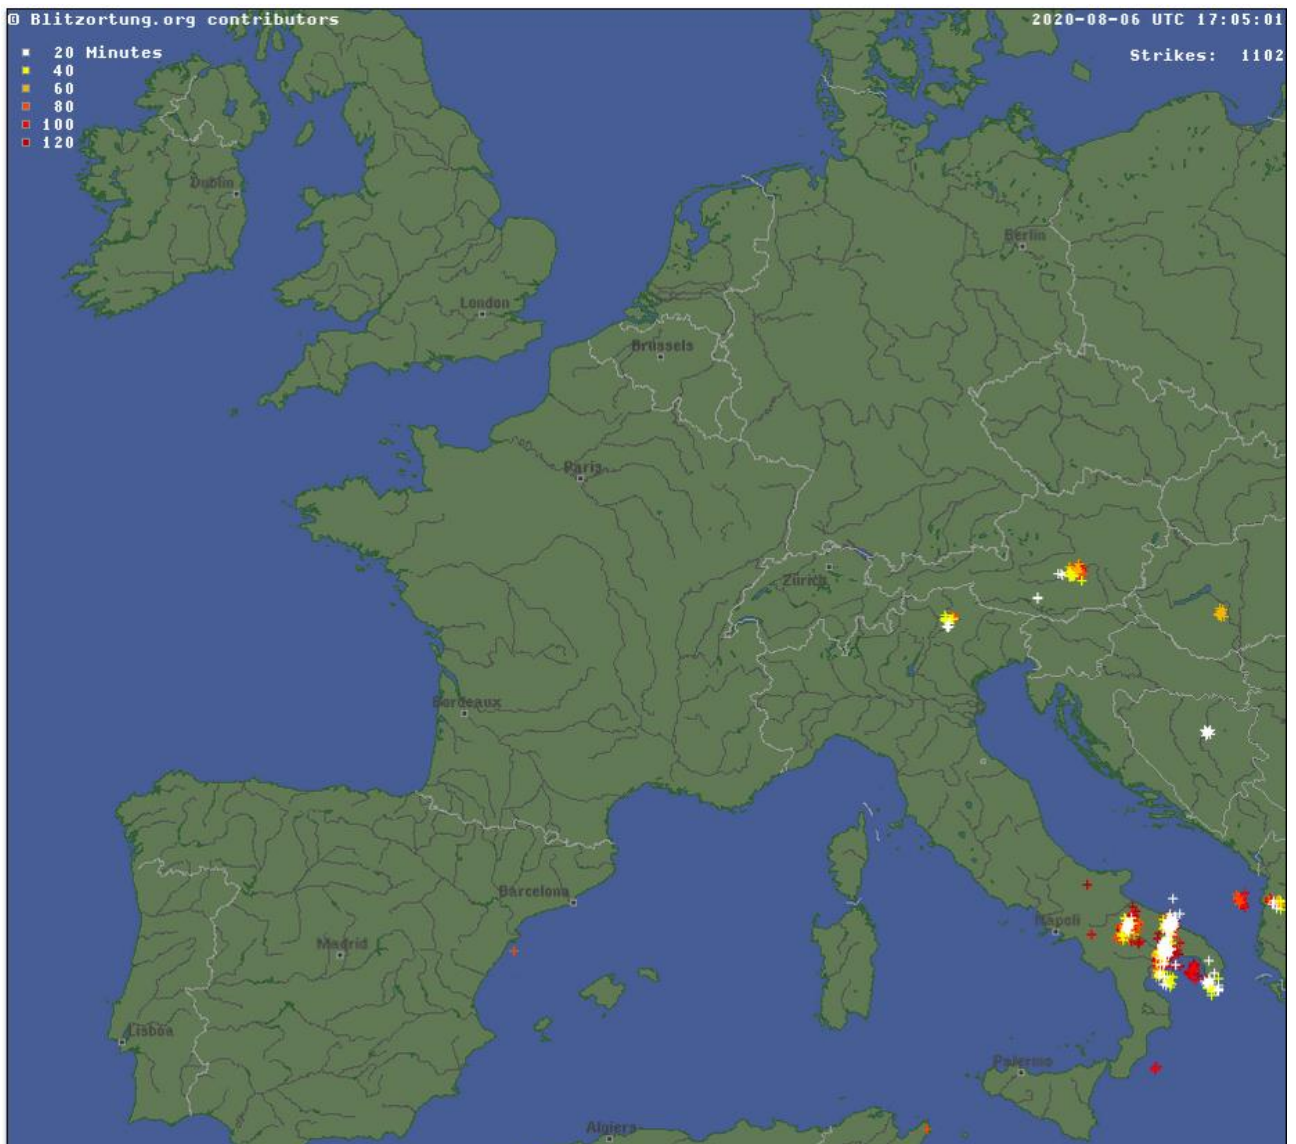 © Blitzortung.org contributors
2020-08-06 UTC 17:05:01
Strikes: 1102
20 Minutes
40
60
80
100
120
Dublin
Berlin
London
Brüssels
Paris
Zürich
Bordeaux
Barcelona
Napoli
Madrid
Lisboa
Palermo
Algiers